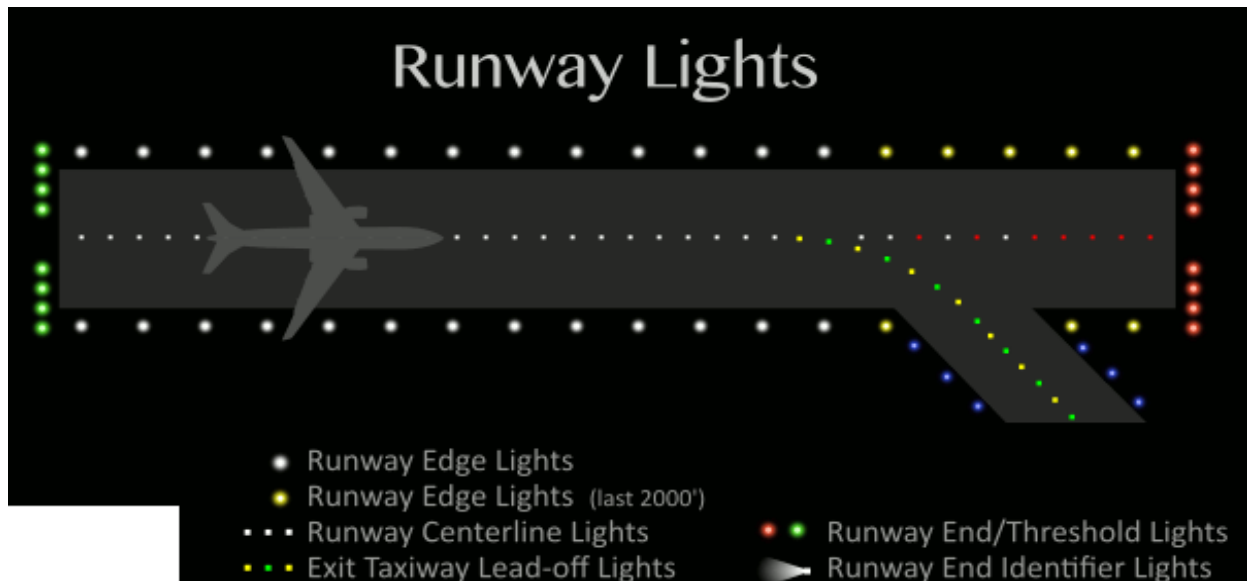 Runway Lights
Runway Edge Lights
Runway Edge Lights (last 2000')
Runway Centerline Lights
Exit Taxiway Lead-off Lights
Runway End/Threshold Lights
Runway End Identifier Lights